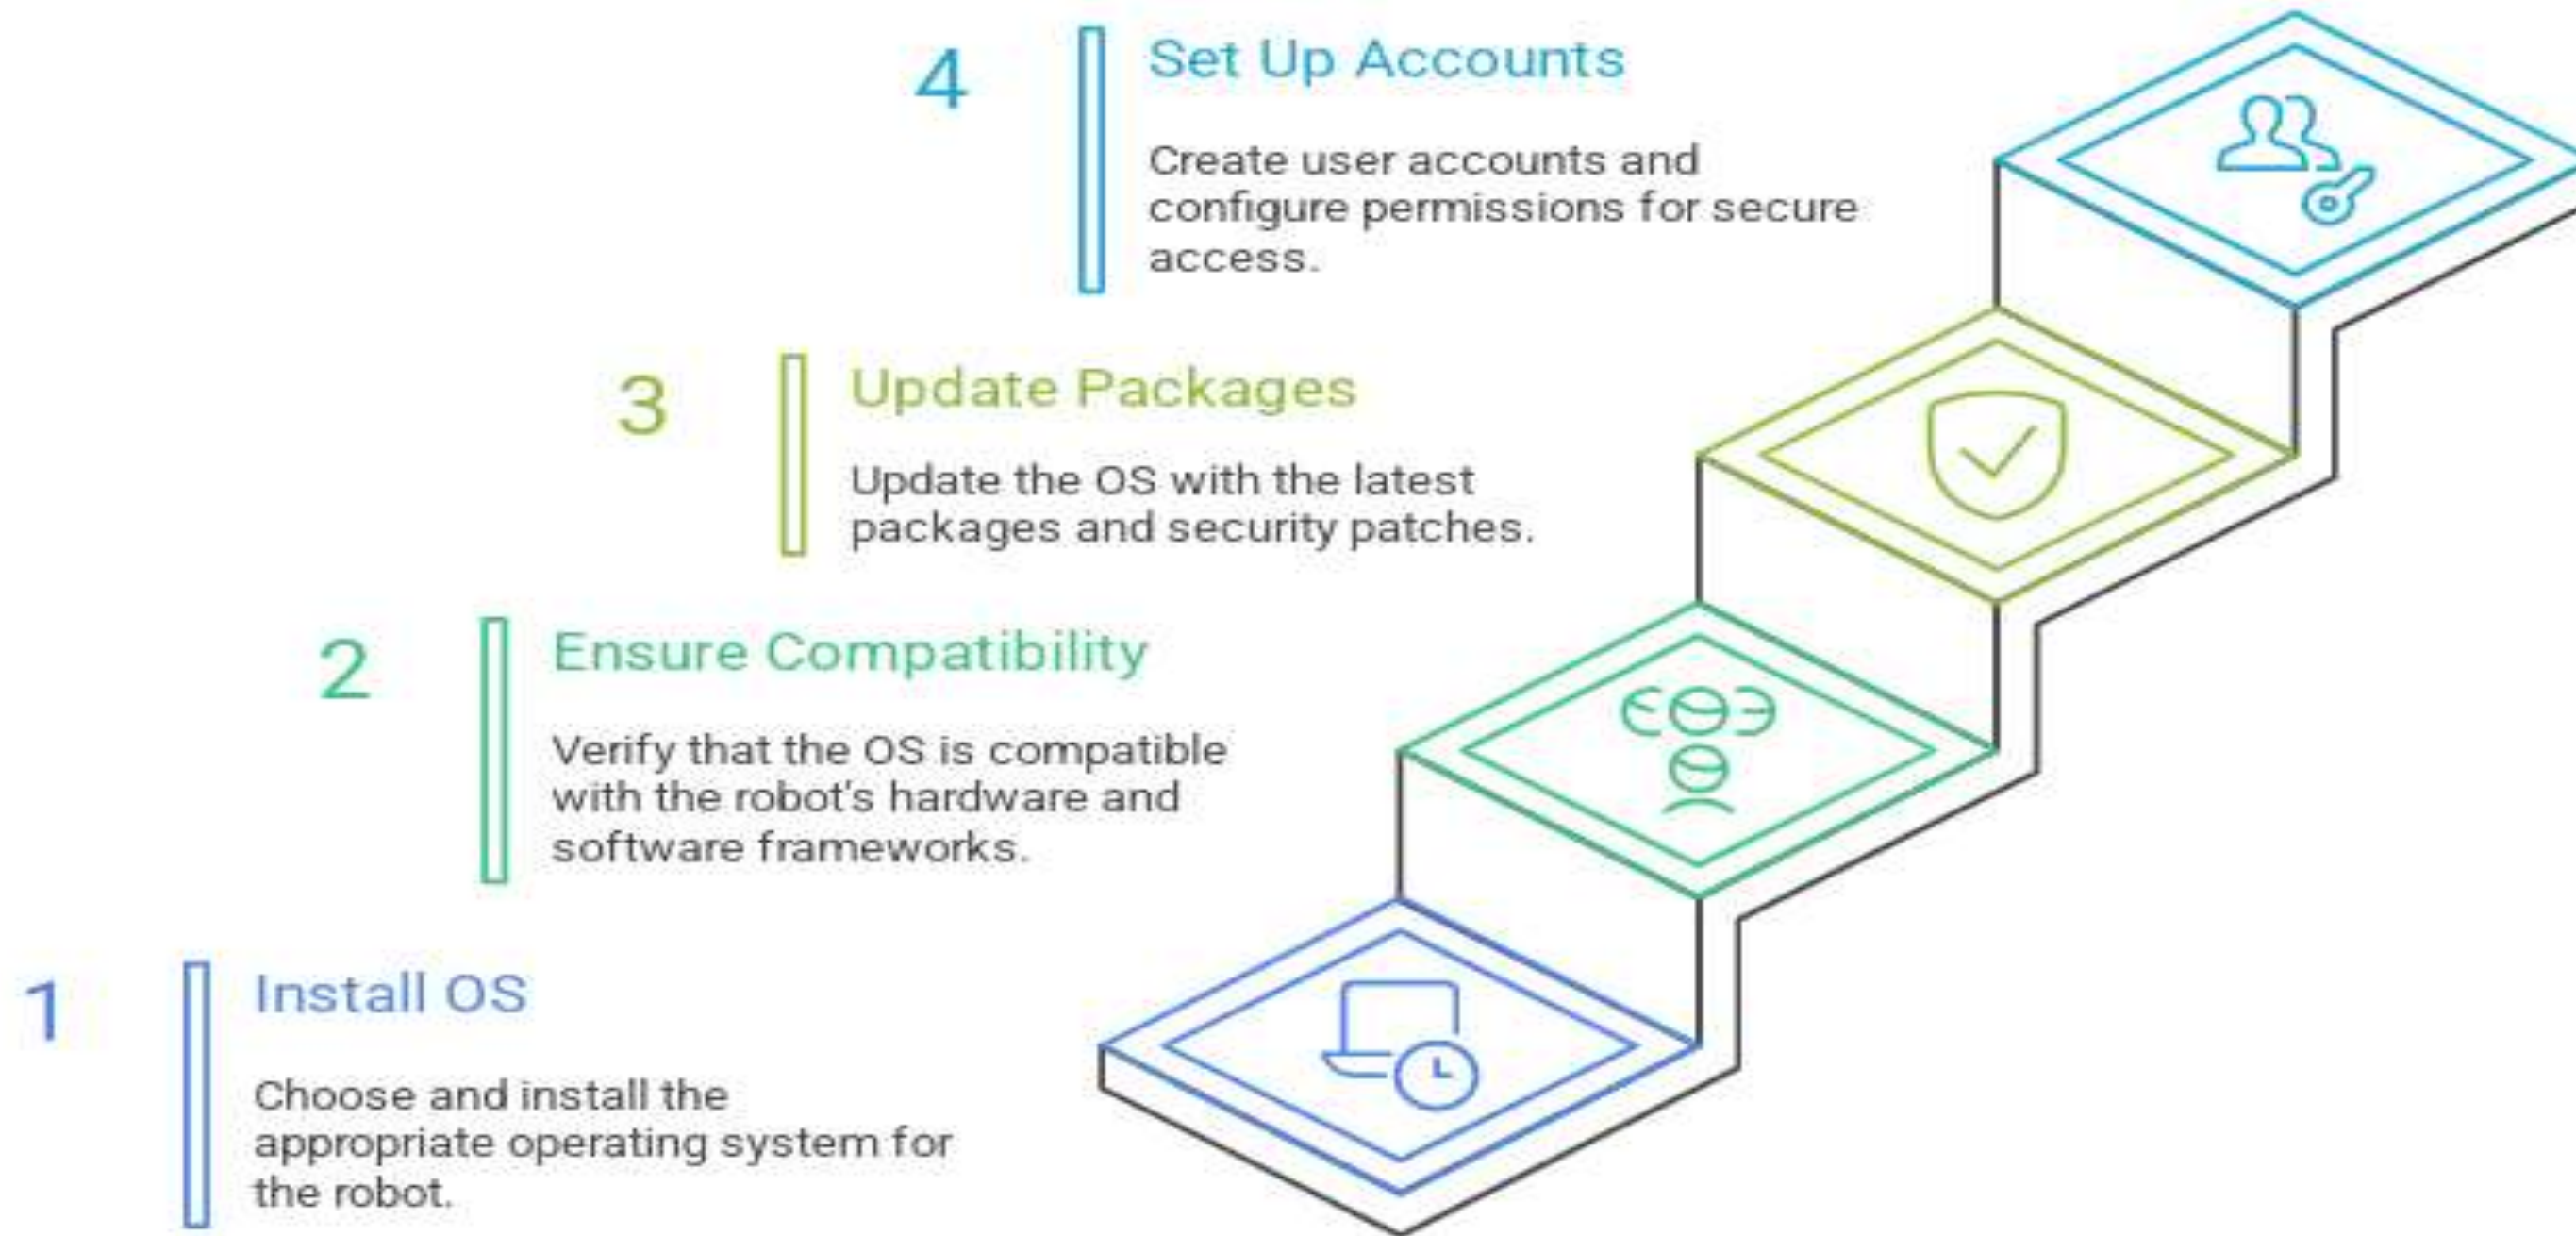 4
Set Up Accounts
Create user accounts and
configure permissions for secure
access.
3
Update Packages
Update the OS with the latest
packages and security patches.
2
Ensure Compatibility
Verify that the OS is compatible
with the robot's hardware and
software frameworks.
1
Install OS
Choose and install the
appropriate operating system for
the robot.